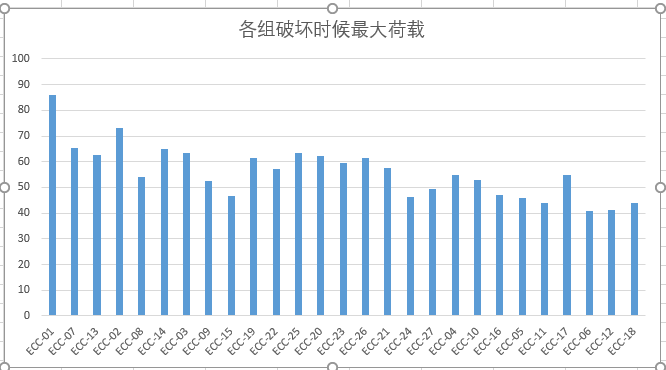 各组破坏时候最大荷载
100
90
80
70
60
50
40
30
20
10
0
ECC-01
ECC-07
ECC-13
ECC-02
ECC-08
ECC-14
ECC-03
ECC-09
ECC-15
ECC-19
ECC-22
ECC-25
ECC-20
ECC-23
ECC-26
ECC-21
ECC-24
ECC-27
ECC-04
ECC-10
ECC-16
ECC-05
ECC-11
ECC-17
ECC-06
ECC-12
ECC-18